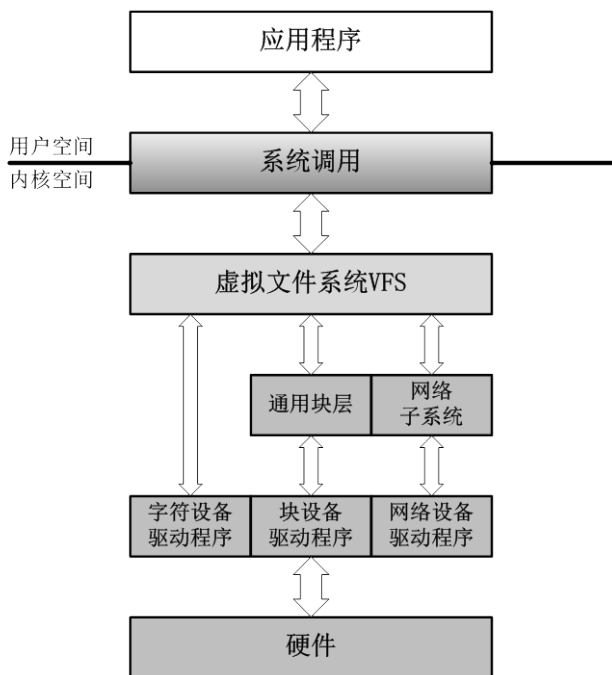 应用程序
用户空间
系统调用
内核空间
虚拟文件系统VFS
通用块层
网络
子系统
字符设备
驱动程序
块设备
驱动程序
网络设备
驱动程序
硬件